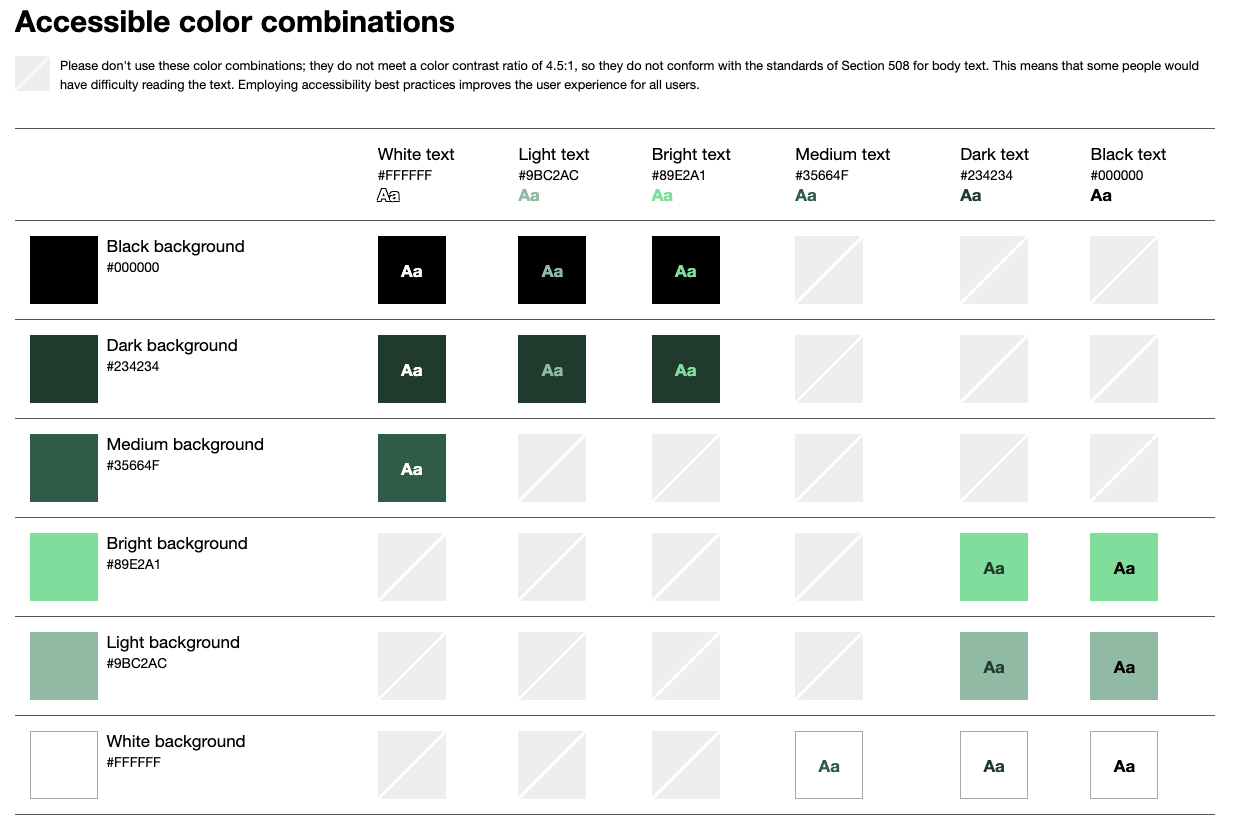 Accessible color combinations
Please don't use these color combinations; they do not meet a color contrast ratio of 4.5:1, so they do not conform with the standards of Section 508 for body text. This means that some people would
have difficulty reading the text. Employing accessibility best practices improves the user experience for all users.
White text Light text Bright text Medium text Dark text Black text
#FFFFFF #9BC2AC #89E2A1 #35664F #234234 #000000
Aa Aa Aa Aa Aa Aa
Black background
#000000
Aa Aa Aa
Dark background
#234234
Aa Aa Aa
Medium background
#35664F
Aa
Bright background
#89E2A1
Aa Aa
Light background
#9BC2AC
Aa Aa
White background
#FFFFFF
Aa Aa Aa